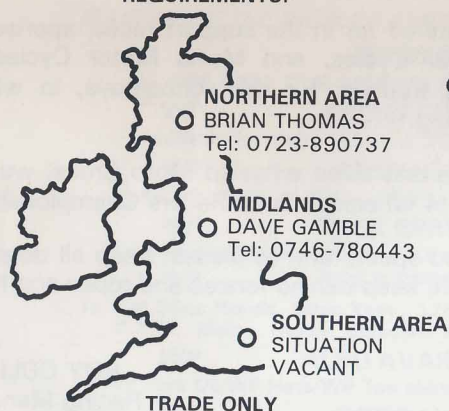 REQUIREMENTS:
NORTHERN AREA
BRIAN THOMAS
Tel: 0723-890737
MIDLANDS
DAVE GAMBLE
Tel: 0746-780443
SOUTHERN AREA
SITUATION
VACANT
TRADE ONLY